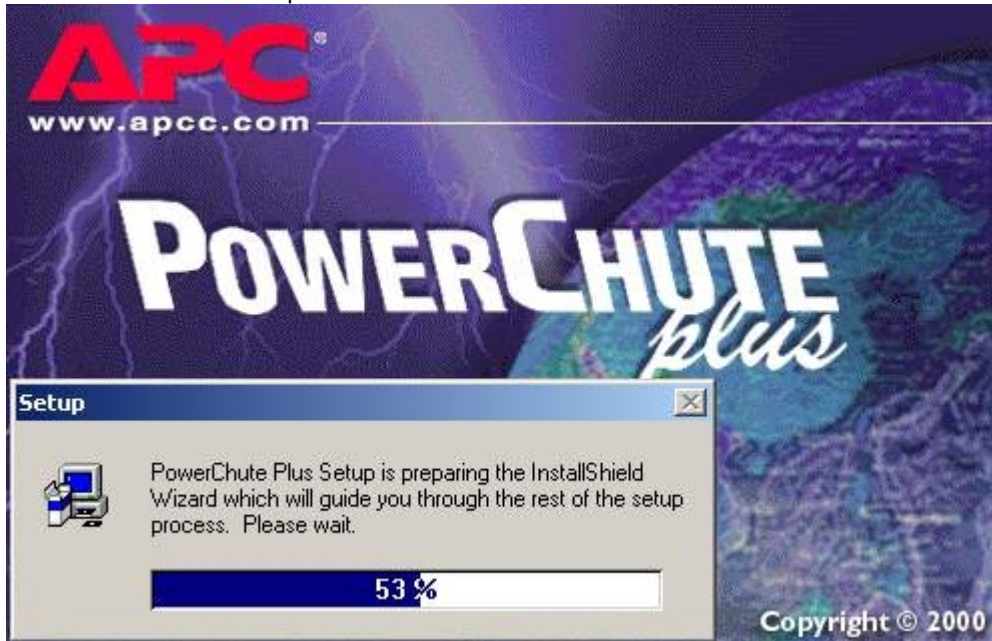 APC®
www.apcc.com
POWERCHUTE
plus
Setup
PowerChute Plus Setup is preparing the InstallShield
Wizard which will guide you through the rest of the setup
process. Please wait.
53 %
Copyright © 2000